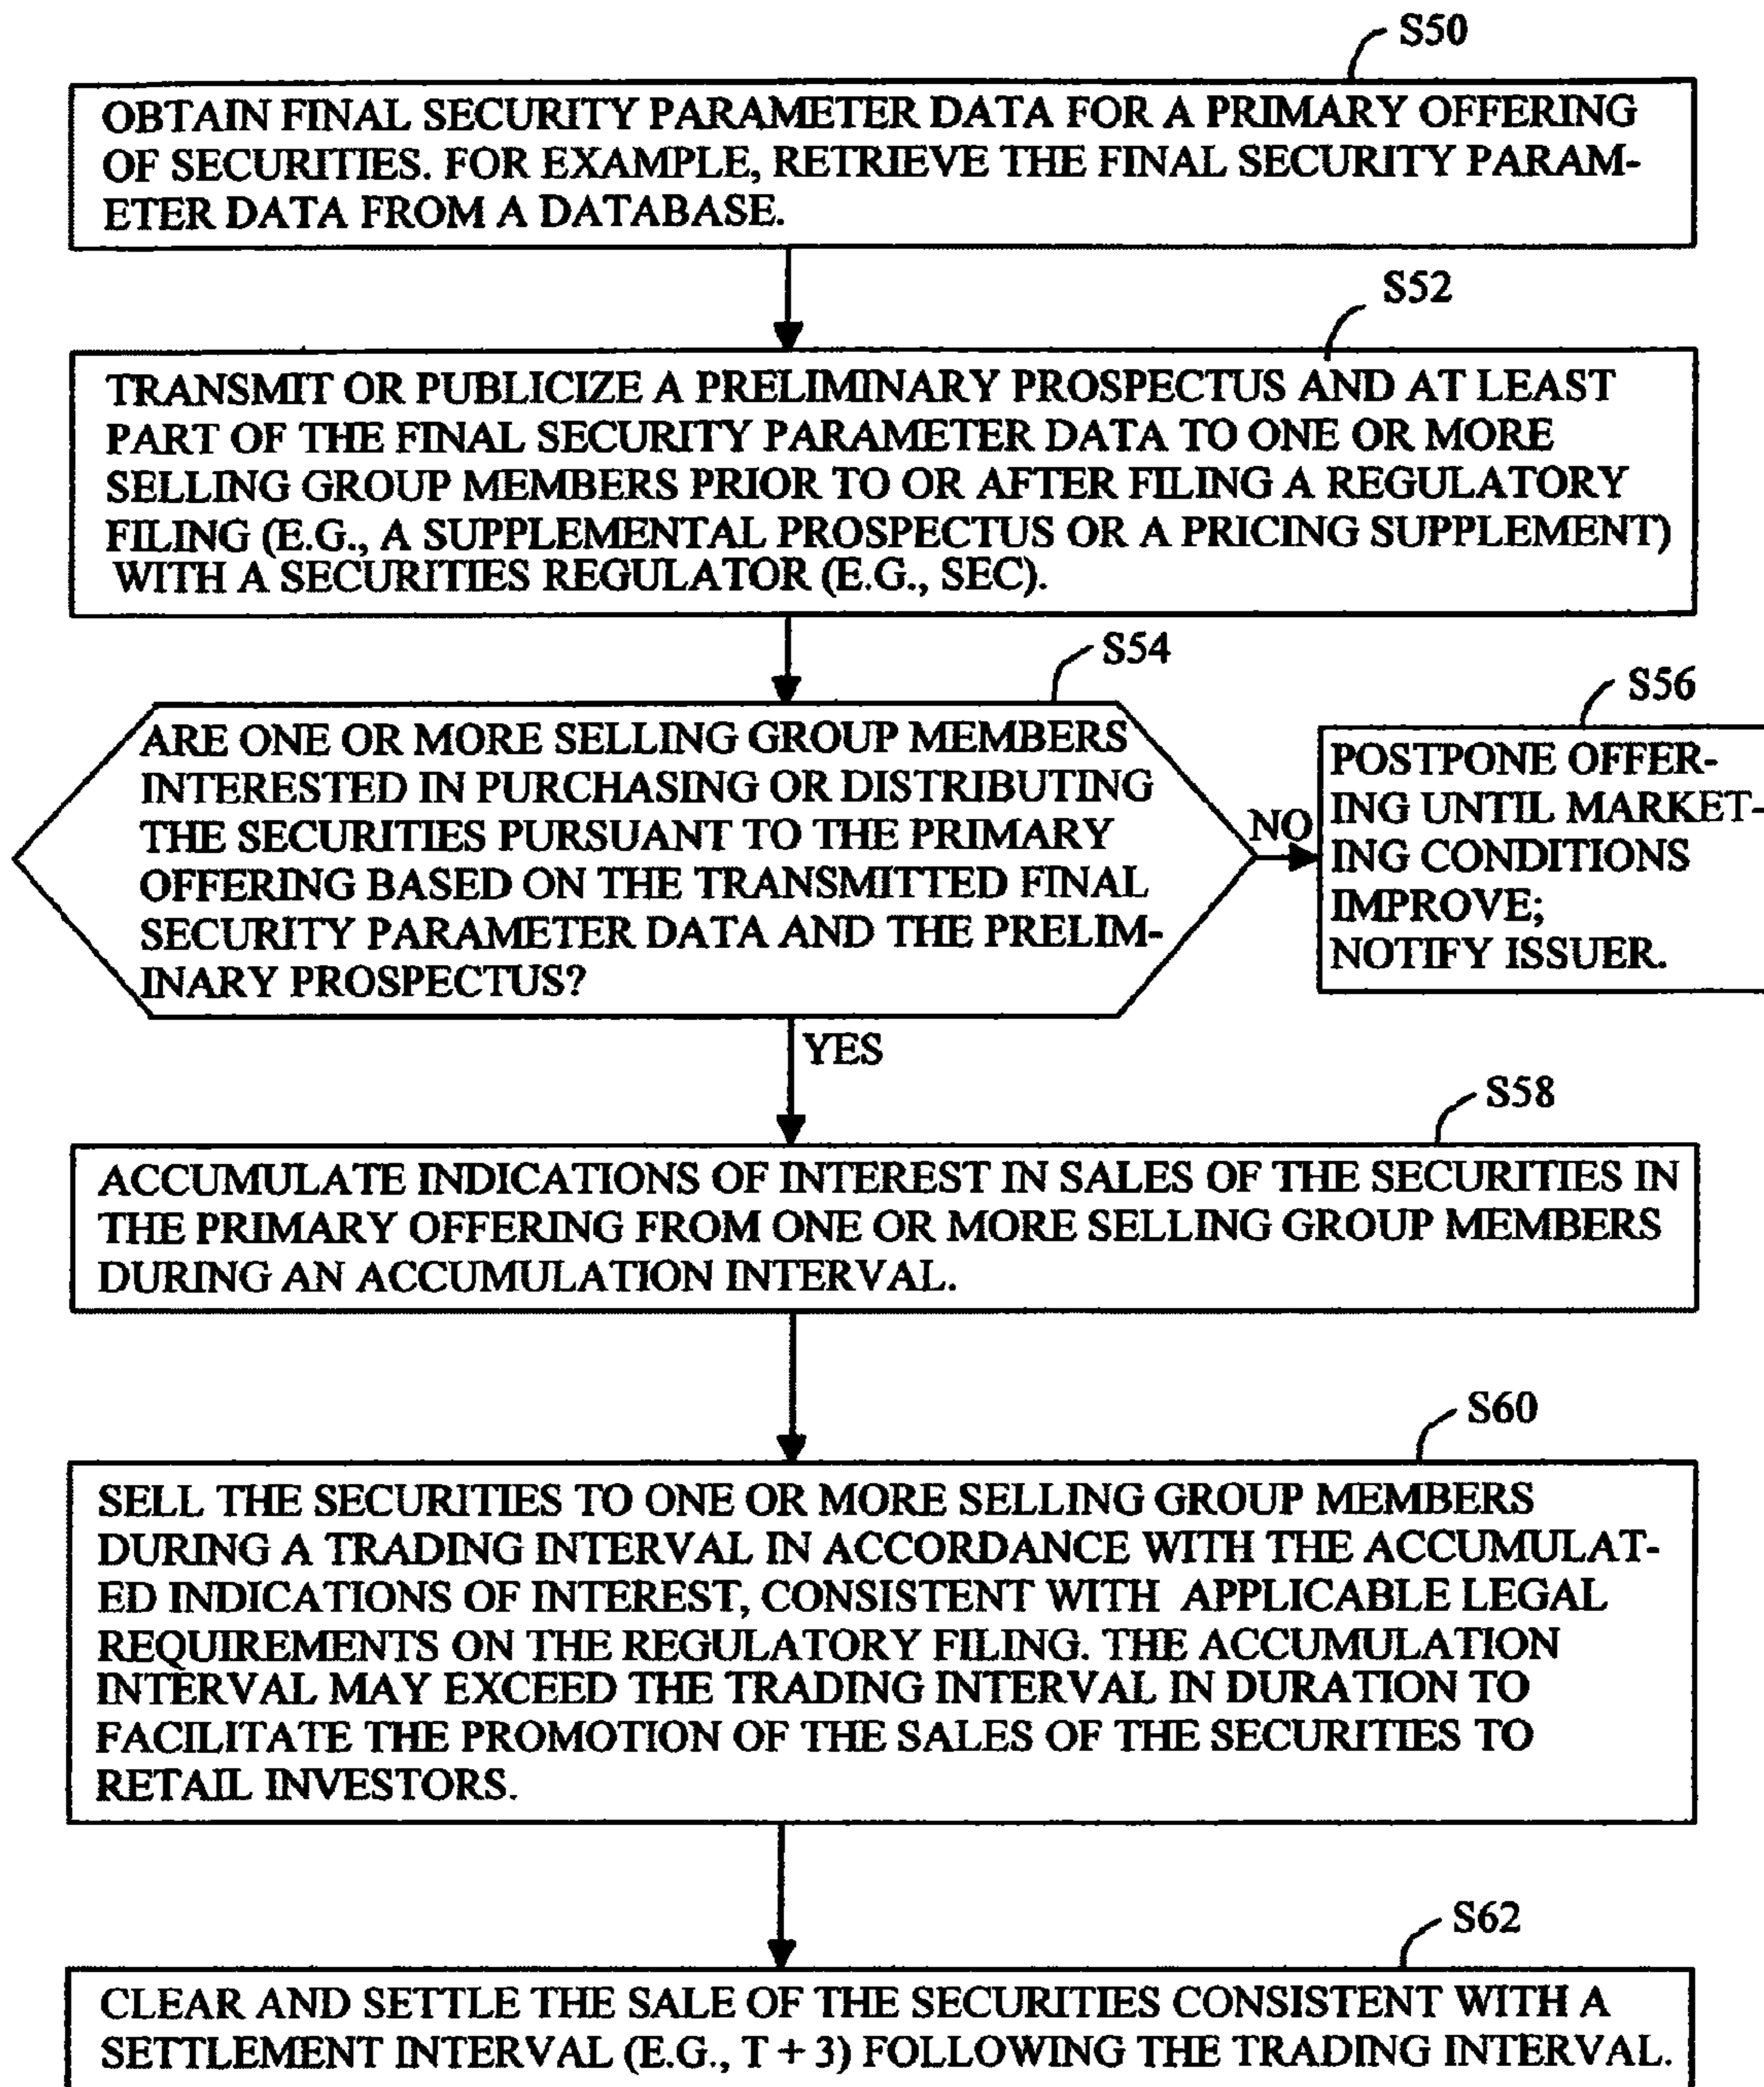 S50
OBTAIN FINAL SECURITY PARAMETER DATA FOR A PRIMARY OFFERING
OF SECURITIES. FOR EXAMPLE, RETRIEVE THE FINAL SECURITY PARAM-
ETER DATA FROM A DATABASE.
S52
TRANSMIT OR PUBLICIZE A PRELIMINARY PROSPECTUS AND AT LEAST
PART OF THE FINAL SECURITY PARAMETER DATA TO ONE OR MORE
SELLING GROUP MEMBERS PRIOR TO OR AFTER FILING A REGULATORY
FILING (E.G., A SUPPLEMENTAL PROSPECTUS OR A PRICING SUPPLEMENT)
WITH A SECURITIES REGULATOR (E.G., SEC).
S54
ARE ONE OR MORE SELLING GROUP MEMBERS
INTERESTED IN PURCHASING OR DISTRIBUTING
THE SECURITIES PURSUANT TO THE PRIMARY
OFFERING BASED ON THE TRANSMITTED FINAL
SECURITY PARAMETER DATA AND THE PRELIM-
INARY PROSPECTUS?
NO
S56
POSTPONE OFFER-
ING UNTIL MARKET-
ING CONDITIONS
IMPROVE;
NOTIFY ISSUER.
YES
S58
ACCUMULATE INDICATIONS OF INTEREST IN SALES OF THE SECURITIES IN
THE PRIMARY OFFERING FROM ONE OR MORE SELLING GROUP MEMBERS
DURING AN ACCUMULATION INTERVAL.
S60
SELL THE SECURITIES TO ONE OR MORE SELLING GROUP MEMBERS
DURING A TRADING INTERVAL IN ACCORDANCE WITH THE ACCUMULAT-
ED INDICATIONS OF INTEREST, CONSISTENT WITH APPLICABLE LEGAL
REQUIREMENTS ON THE REGULATORY FILING. THE ACCUMULATION
INTERVAL MAY EXCEED THE TRADING INTERVAL IN DURATION TO
FACILITATE THE PROMOTION OF THE SALES OF THE SECURITIES TO
RETAIL INVESTORS.
S62
CLEAR AND SETTLE THE SALE OF THE SECURITIES CONSISTENT WITH A
SETTLEMENT INTERVAL (E.G., T + 3) FOLLOWING THE TRADING INTERVAL.